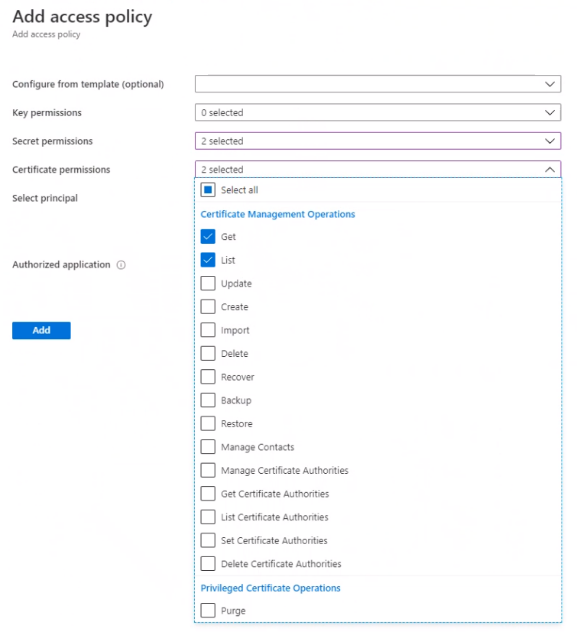 Add access policy
Add access policy
Configure from template (optional)
Key permissions
0 selected
Secret permissions
2 selected
Certificate permissions
2 selected
Select principal
Select all
Certificate Management Operations
Get
List
Authorized application
Update
Create
Import
Add
Delete
Recover
Backup
Restore
Manage Contacts
Manage Certificate Authorities
Get Certificate Authorities
List Certificate Authorities
Set Certificate Authorities
Delete Certificate Authorities
Privileged Certificate Operations
Purge